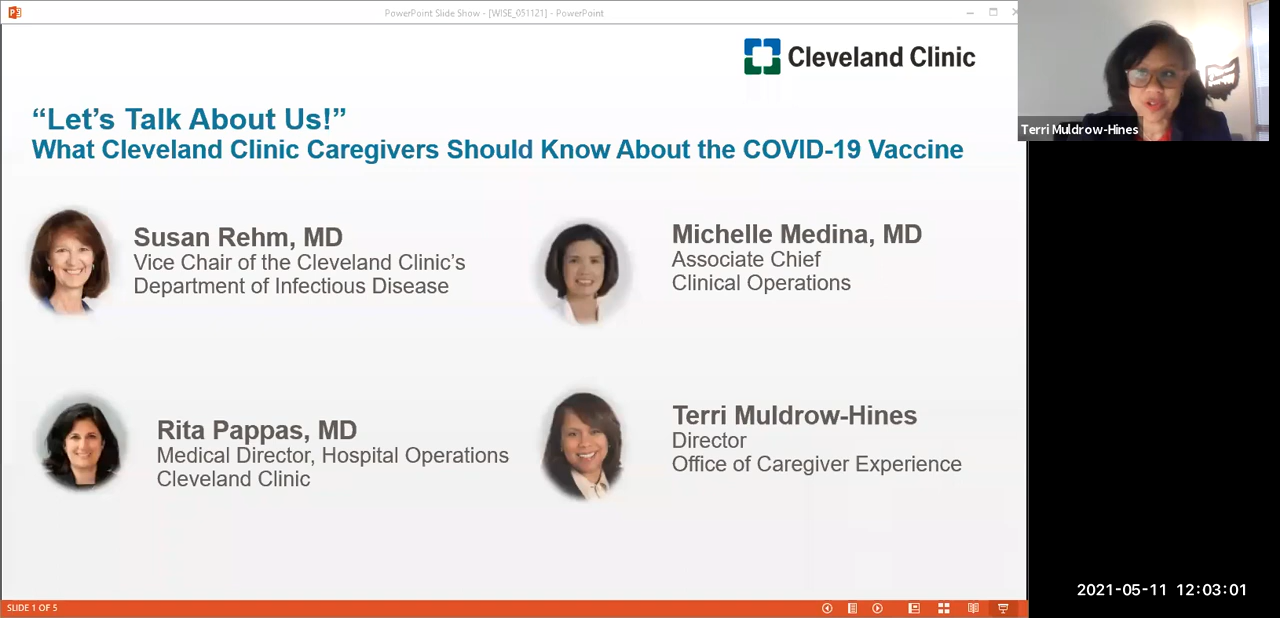 PowerPoint Slide Show - [WISE_051121] - PowerPoint
Cleveland Clinic
Terri Muldrow-Hines
“Let’s Talk About Us!”
What Cleveland Clinic Caregivers Should Know About the COVID-19 Vaccine
Susan Rehm, MD
Vice Chair of the Cleveland Clinic’s
Department of Infectious Disease
Michelle Medina, MD
Associate Chief
Clinical Operations
Rita Pappas, MD
Medical Director, Hospital Operations
Cleveland Clinic
Terri Muldrow-Hines
Director
Office of Caregiver Experience
2021-05-11 12:03:01
SLIDE 1 OF 5